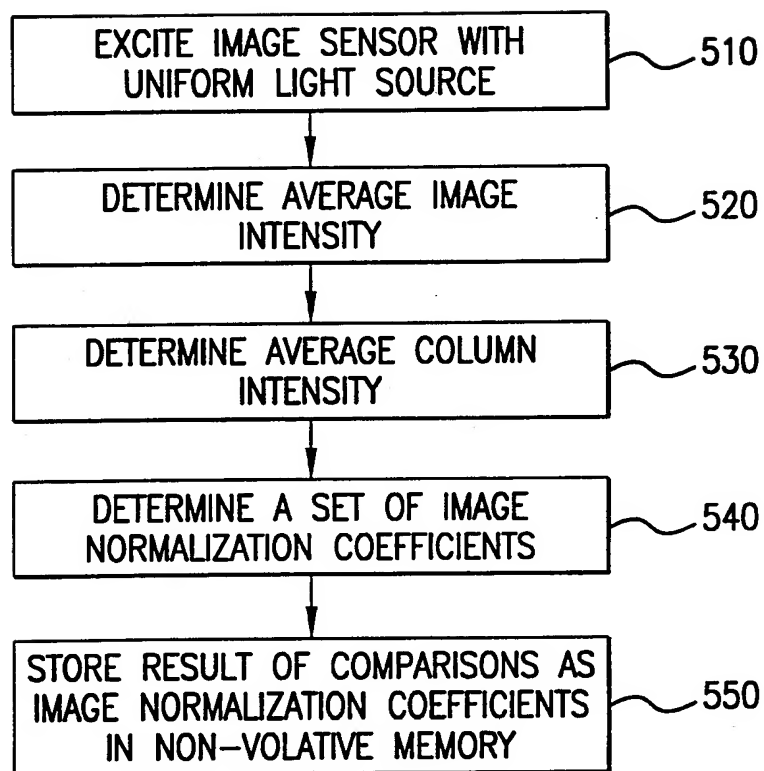 EXCITE IMAGE SENSOR WITH
UNIFORM LIGHT SOURCE
510
DETERMINE AVERAGE IMAGE
INTENSITY
520
DETERMINE AVERAGE COLUMN
INTENSITY
530
DETERMINE A SET OF IMAGE
NORMALIZATION COEFFICIENTS
540
STORE RESULT OF COMPARISONS AS
IMAGE NORMALIZATION COEFFICIENTS
IN NON-VOLATIVE MEMORY
550